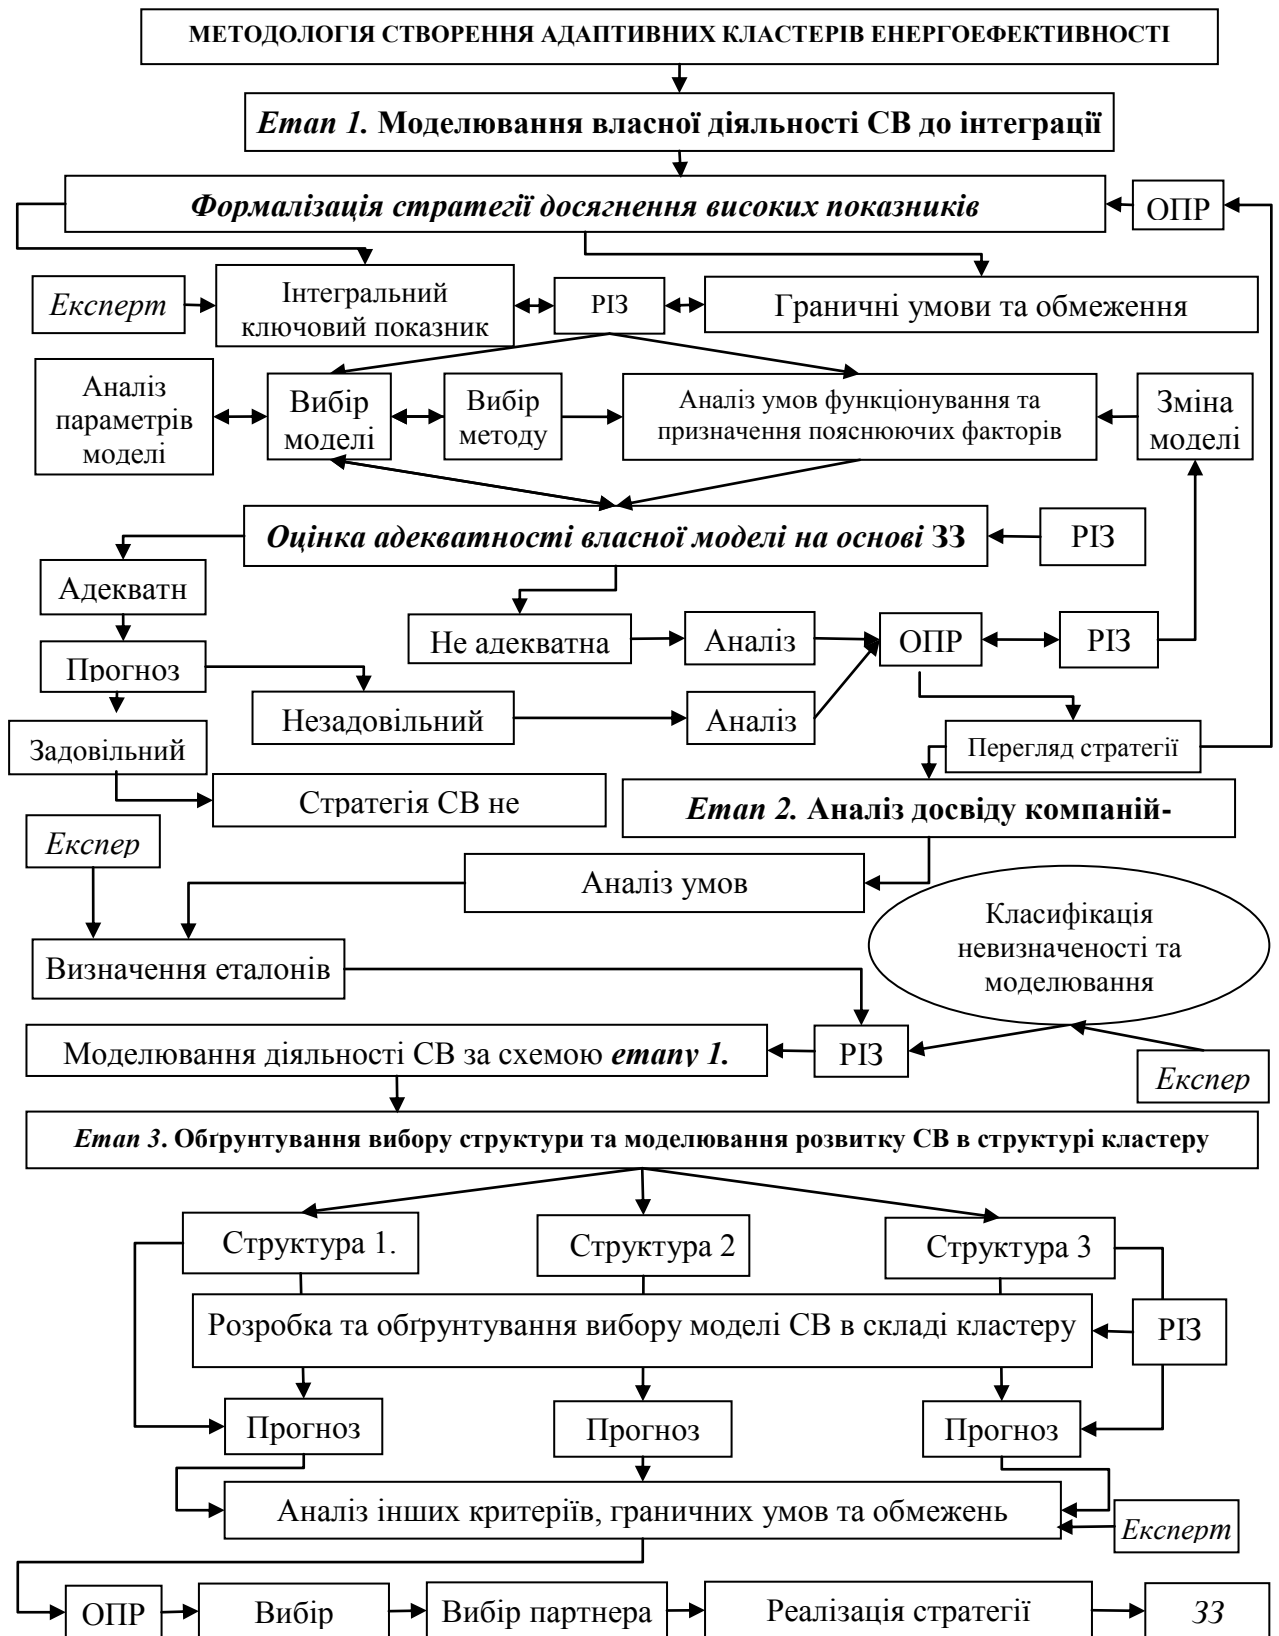 МЕТОДОЛОГІЯ СТВОРЕННЯ АДАПТИВНИХ КЛАСТЕРІВ ЕНЕРГОЕФЕКТИВНОСТІ
Етап 1. Моделювання власної діяльності СВ до інтеграції
Формалізація стратегії досягнення високих показників
ОПР
Експерт
Інтегральний
ключовий показник
РІЗ
Граничні умови та обмеження
Аналіз
параметрів
моделі
Вибір
моделі
Вибір
методу
Аналіз умов функціонування та
призначення пояснюючих факторів
Зміна
моделі
Оцінка адекватності власної моделі на основі ЗЗ
РІЗ
Адекватн
Не адекватна
Аналіз
ОПР
РІЗ
Прогноз
Незадовільний
Аналіз
Задовільний
Перегляд стратегії
Стратегія СВ не
Етап 2. Аналіз досвіду компаній-
Експер
Аналіз умов
Класифікація
невизначеності та
моделювання
Визначення еталонів
Моделювання діяльності СВ за схемою етапу 1.
РІЗ
Експер
Етап 3. Обґрунтування вибору структури та моделювання розвитку СВ в структурі кластеру
Структура 1.
Структура 2
Структура 3
Розробка та обґрунтування вибору моделі СВ в складі кластеру
РІЗ
Прогноз
Прогноз
Прогноз
Аналіз інших критеріїв, граничних умов та обмежень
Експерт
ОПР
Вибір
Вибір партнера
Реалізація стратегії
ЗЗ